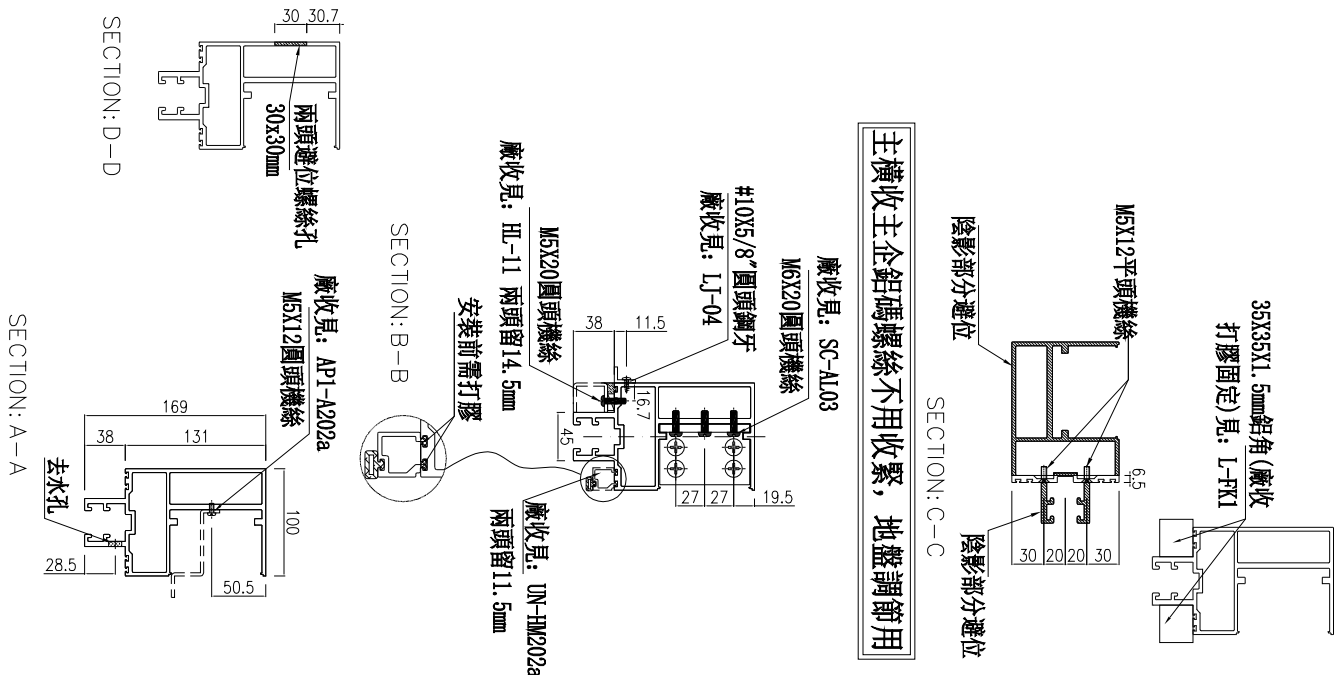 30
30.7
SECTION: D-D
兩頭避位螺絲孔
30x30mm
主橫收主企鋁碼螺絲不用收緊，地盤調節用
M5X12平頭機絲
陰影部分避位
陰影部分避位
SECTION: C-C
6.5
30
20
20
30
35X35X1.5mm鋁角(廠收
打膠固定)見: L-FK1
廠收見: SC-AL03
M6X20圓頭機絲
#10X5/8"圓頭鋼牙
廠收見: LJ-04
M5X20圓頭機絲
廠收見: HL-11 兩頭留14.5mm
38
11.5
16.7
45
27
27
19.5
SECTION: B-B
安裝前需打膠
廠收見: UN-HM202a
兩頭留11.5mm
廠收見: AP1-A202a
M5X12圓頭機絲
169
38
131
100
去水孔
28.5
50.5
SECTION: A-A